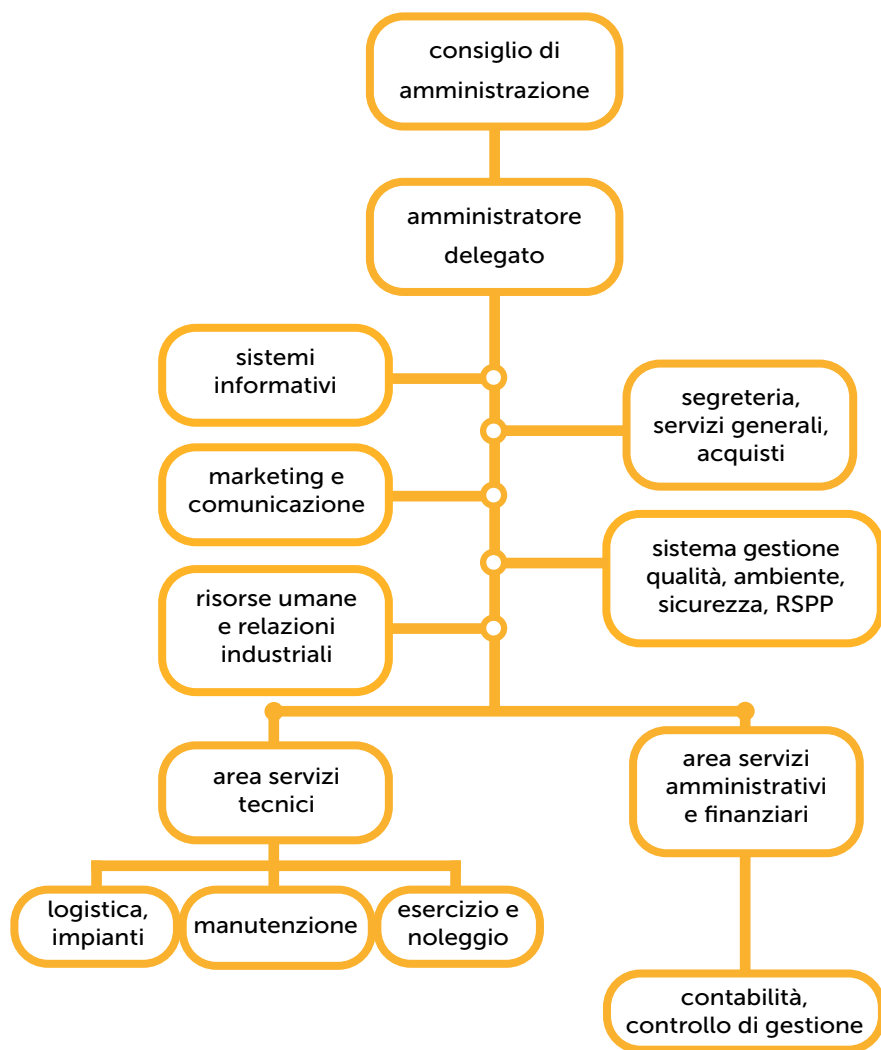 consiglio di
amministrazione
amministratore
delegato
sistemi
informativi
segreteria,
servizi generali,
acquisti
marketing e
comunicazione
sistema gestione
qualità, ambiente,
sicurezza, RSPP
risorse umane
e relazioni
industriali
area servizi
tecnici
area servizi
amministrativi
e finanziari
logistica,
impianti
manutenzione
esercizio e
noleggio
contabilità,
controllo di gestione